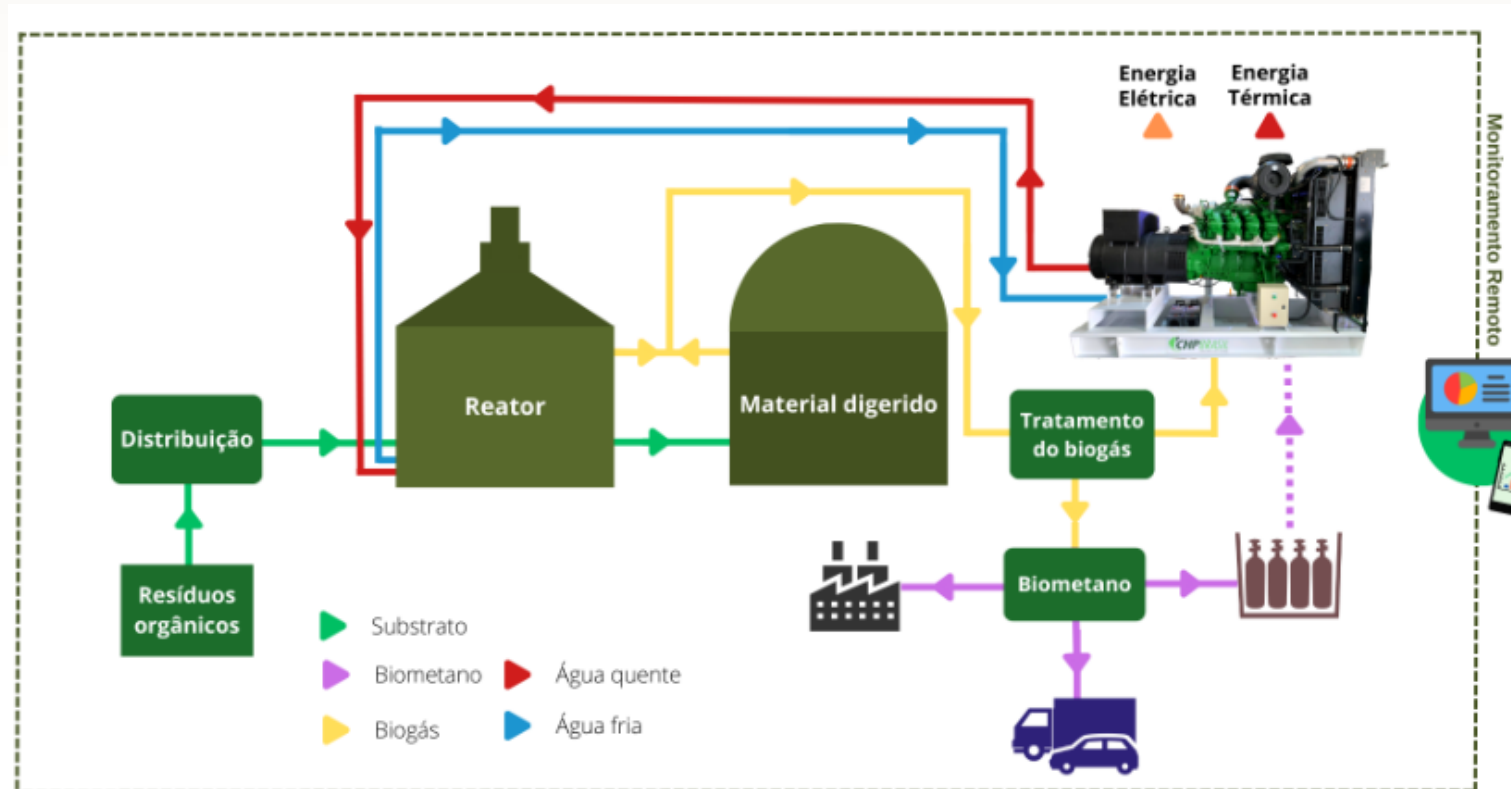 Energia
Elétrica
Energia
Térmica
Monitoramento Remoto
CHPBRASIL
Reator
Material digerido
Distribuição
Tratamento
do biogás
Resíduos
orgânicos
Biometano
Substrato
Biometano
Água quente
Biogás
Água fria